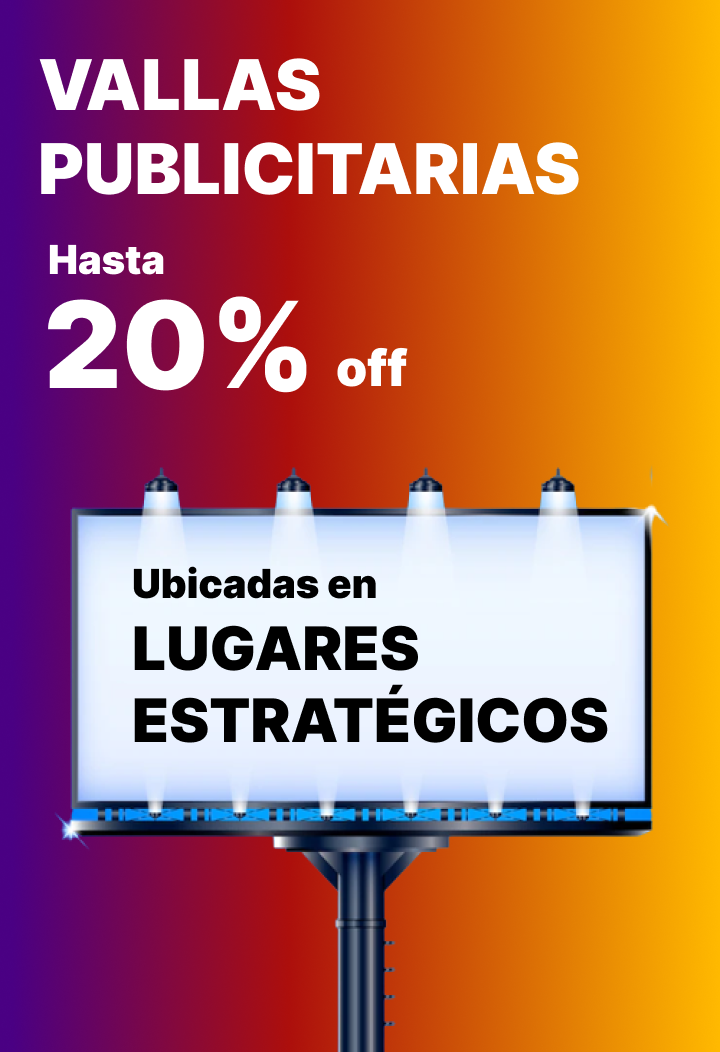 VALLAS
PUBLICITARIAS
Hasta
20% off
Ubicadas en
LUGARES
ESTRATÉGICOS